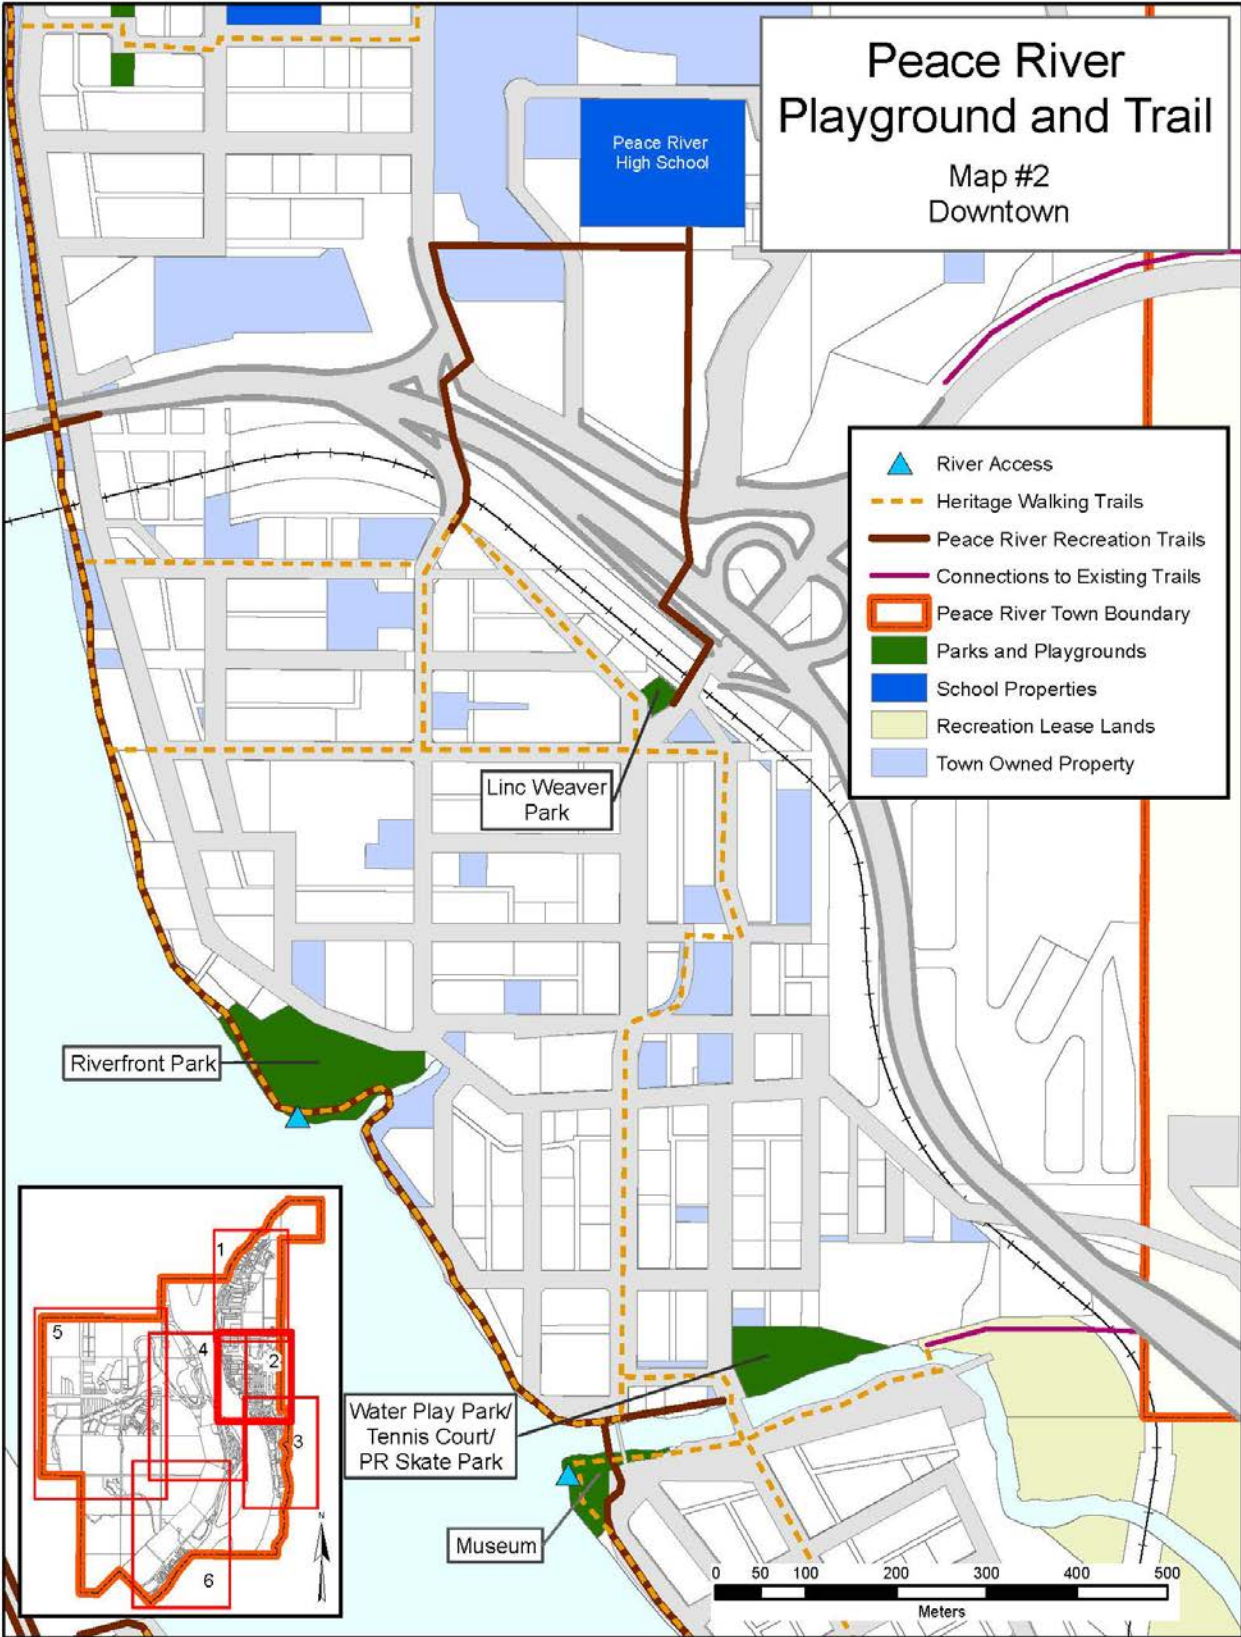 Peace River
Playground and Trail
Map #2
Downtown
Peace River
High School
River Access
Heritage Walking Trails
Peace River Recreation Trails
Connections to Existing Trails
Peace River Town Boundary
Parks and Playgrounds
School Properties
Recreation Lease Lands
Town Owned Property
Linc Weaver
Park
Riverfront Park
Water Play Park/
Tennis Court/
PR Skate Park
Museum
1
5
4
2
3
6
N
0 50 100 200 300 400 500
Meters